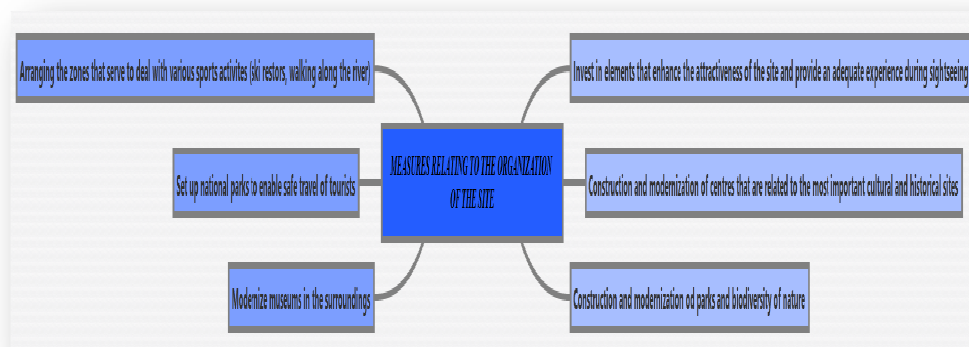 Arranging the zones that serve to deal with various sports activites (ski restors, walking along the river)
Invest in elements that enhance the attractiveness of the site and provide an adequate experience during sightseeing
MEASURES RELATING TO THE ORGANIZATION
OF THE SITE
Set up national parks to enable safe travel of tourists
Construction and modernization of centres that are related to the most important cultural and historical sites
Modernize museums in the surroundings
Construction and modernization od parks and biodiversity of nature